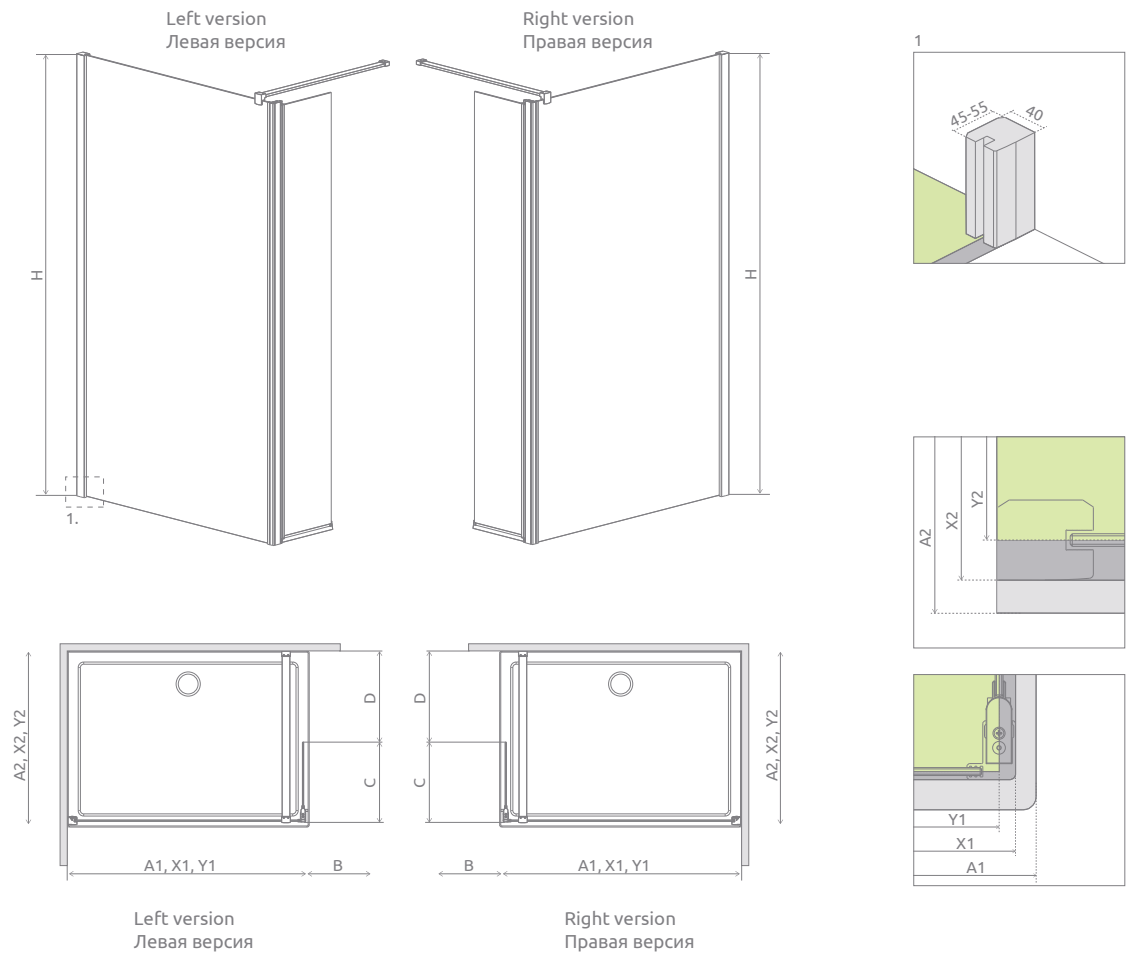 Left version
Левая версия
Right version
Правая версия
1
45-55
40
H
H
1.
A2
X2
Y2
A2, X2, Y2
D
C
D
C
A2, X2, Y2
A1, X1, Y1
B
B
A1, X1, Y1
Y1
X1
A1
Left version
Левая версия
Right version
Правая версия